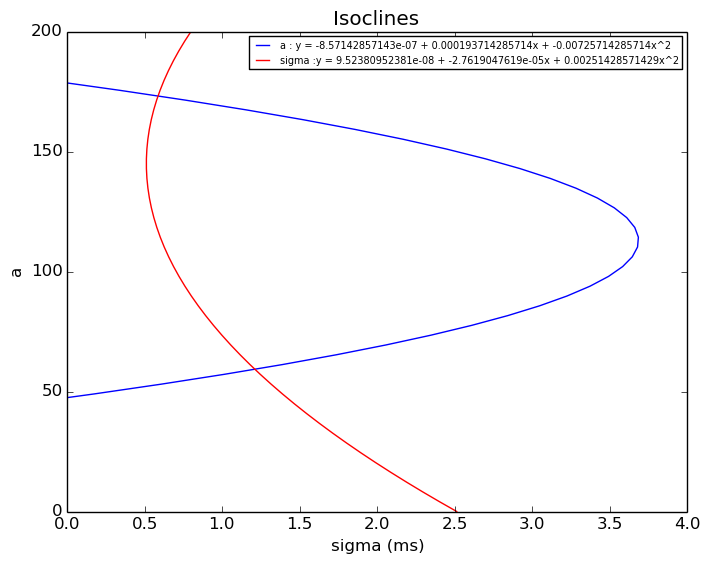 Isoclines
a : y = -8.57142857143e-07 + 0.000193714285714x + -0.00725714285714x^2
sigma :y = 9.52380952381e-08 + -2.7619047619e-05x + 0.00251428571429x^2
200
150
100
50
0
a
0.0 0.5 1.0 1.5 2.0 2.5 3.0 3.5 4.0
sigma (ms)